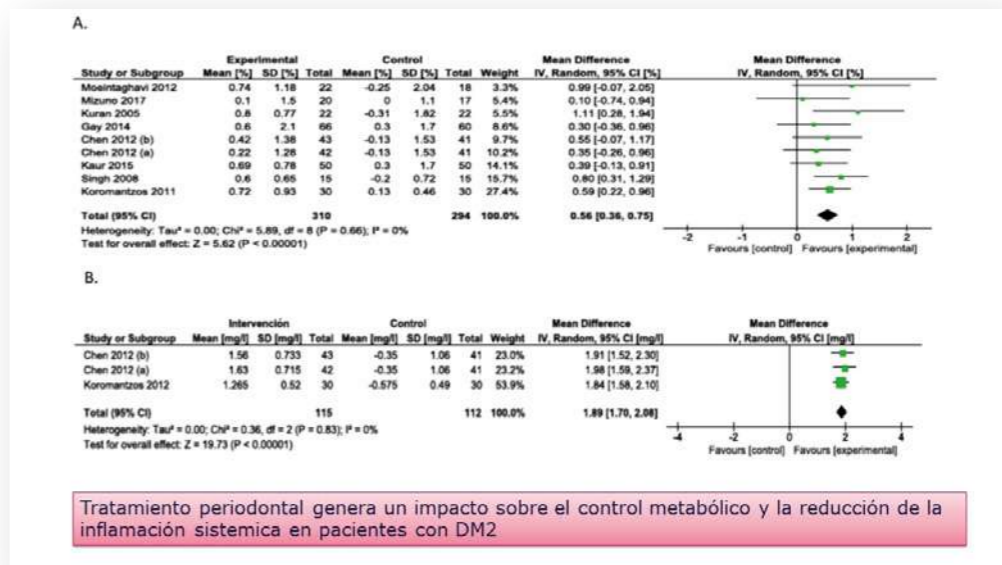 A.
Experimental Control Mean Difference Mean Difference
Study or Subgroup Mean [%] SD [%] Total Mean [%] SD [%] Total Weight IV, Random, 95% CI [%] IV, Random, 95% CI [%]
Moeintaghavi 2012 0.74 1.18 22 -0.25 2.04 18 3.3% 0.99 [-0.07, 2.05]
Mizuno 2017 0.1 1.5 20 0 1.1 17 5.4% 0.10 [-0.74, 0.94]
Kuran 2005 0.8 0.77 22 -0.31 1.82 22 5.5% 1.11 [0.28, 1.94]
Gay 2014 0.6 2.1 66 0.3 1.7 60 8.6% 0.30 [-0.36, 0.96]
Chen 2012 (b) 0.42 1.38 43 -0.13 1.53 41 9.7% 0.55 [-0.07, 1.17]
Chen 2012 (a) 0.22 1.28 42 -0.13 1.53 41 10.2% 0.35 [-0.26, 0.96]
Kaur 2015 0.69 0.78 50 0.3 1.7 50 14.1% 0.39 [-0.13, 0.91]
Singh 2008 0.6 0.65 15 -0.2 0.72 15 15.7% 0.80 [0.31, 1.29]
Koromantzos 2011 0.72 0.93 30 0.13 0.46 30 27.4% 0.59 [0.22, 0.96]
Total (95% CI) 310 294 100.0% 0.56 [0.36, 0.75]
Heterogeneity: Tau² = 0.00; Chi² = 5.89, df = 8 (P = 0.66); I² = 0%
Test for overall effect: Z = 5.62 (P < 0.00001)
-2 -1 0 1 2
Favours [control] Favours [experimental]
B.
Intervención Control Mean Difference Mean Difference
Study or Subgroup Mean [mg/l] SD [mg/l] Total Mean [mg/l] SD [mg/l] Total Weight IV, Random, 95% CI [mg/l] IV, Random, 95% CI [mg/l]
Chen 2012 (b) 1.56 0.733 43 -0.35 1.06 41 23.0% 1.91 [1.52, 2.30]
Chen 2012 (a) 1.63 0.715 42 -0.35 1.06 41 23.2% 1.98 [1.59, 2.37]
Koromantzos 2012 1.265 0.52 30 -0.575 0.49 30 53.9% 1.84 [1.58, 2.10]
Total (95% CI) 115 112 100.0% 1.89 [1.70, 2.08]
Heterogeneity: Tau² = 0.00; Chi² = 0.36, df = 2 (P = 0.83); I² = 0%
Test for overall effect: Z = 19.73 (P < 0.00001)
-4 -2 0 2 4
Favours [control] Favours [experimental]
Tratamiento periodontal genera un impacto sobre el control metabólico y la reducción de la
inflamación sistemica en pacientes con DM2